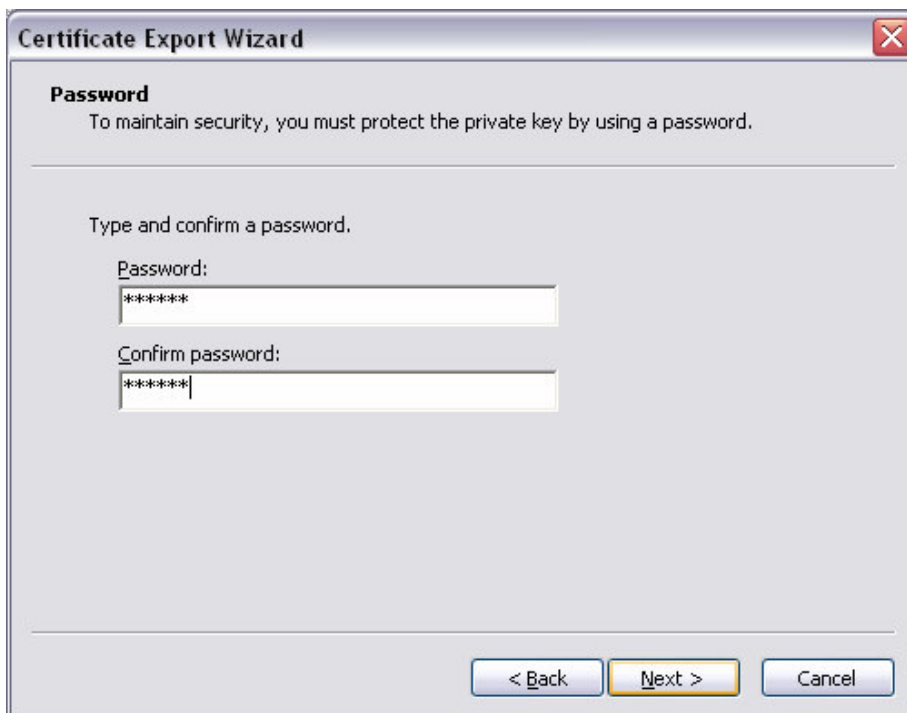 Certificate Export Wizard
Password
To maintain security, you must protect the private key by using a password.
Type and confirm a password.
Password:
******
Confirm password:
******
< Back Next > Cancel